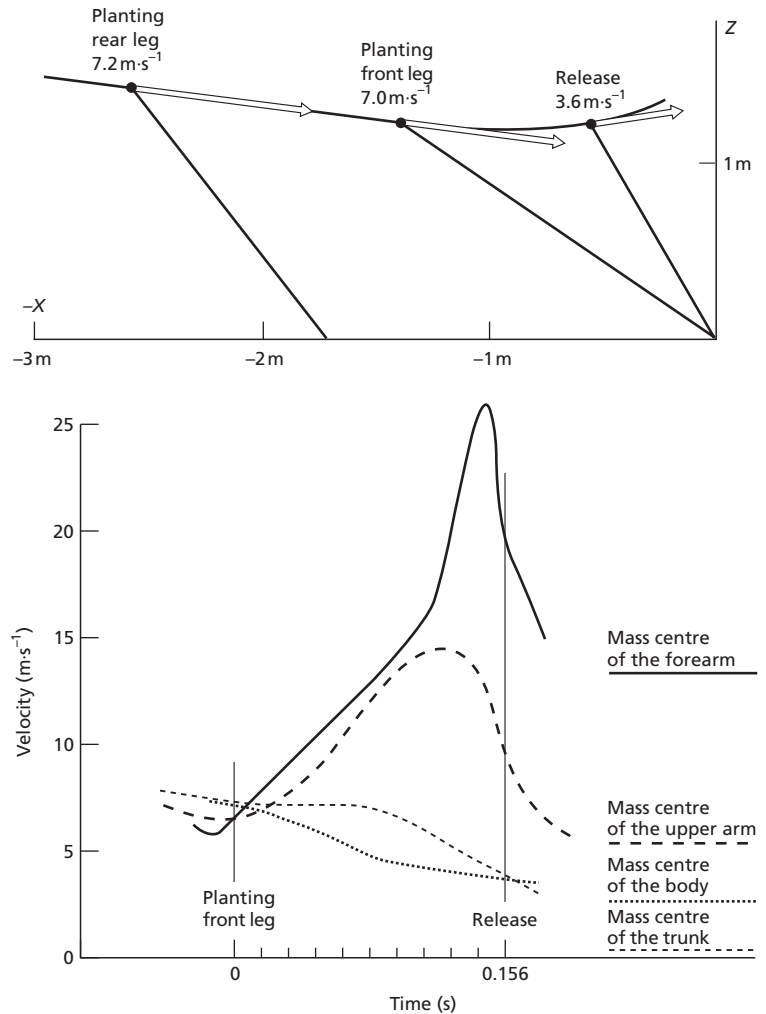 Planting
rear leg
7.2 m·s⁻¹
Planting
front leg
7.0 m·s⁻¹
Release
3.6 m·s⁻¹
Z
1 m
–X
–3 m
–2 m
–1 m
25
20
15
10
5
0
Velocity (m·s⁻¹)
Mass centre
of the forearm
Mass centre
of the upper arm
Mass centre
of the body
Mass centre
of the trunk
Planting
front leg
Release
0
0.156
Time (s)